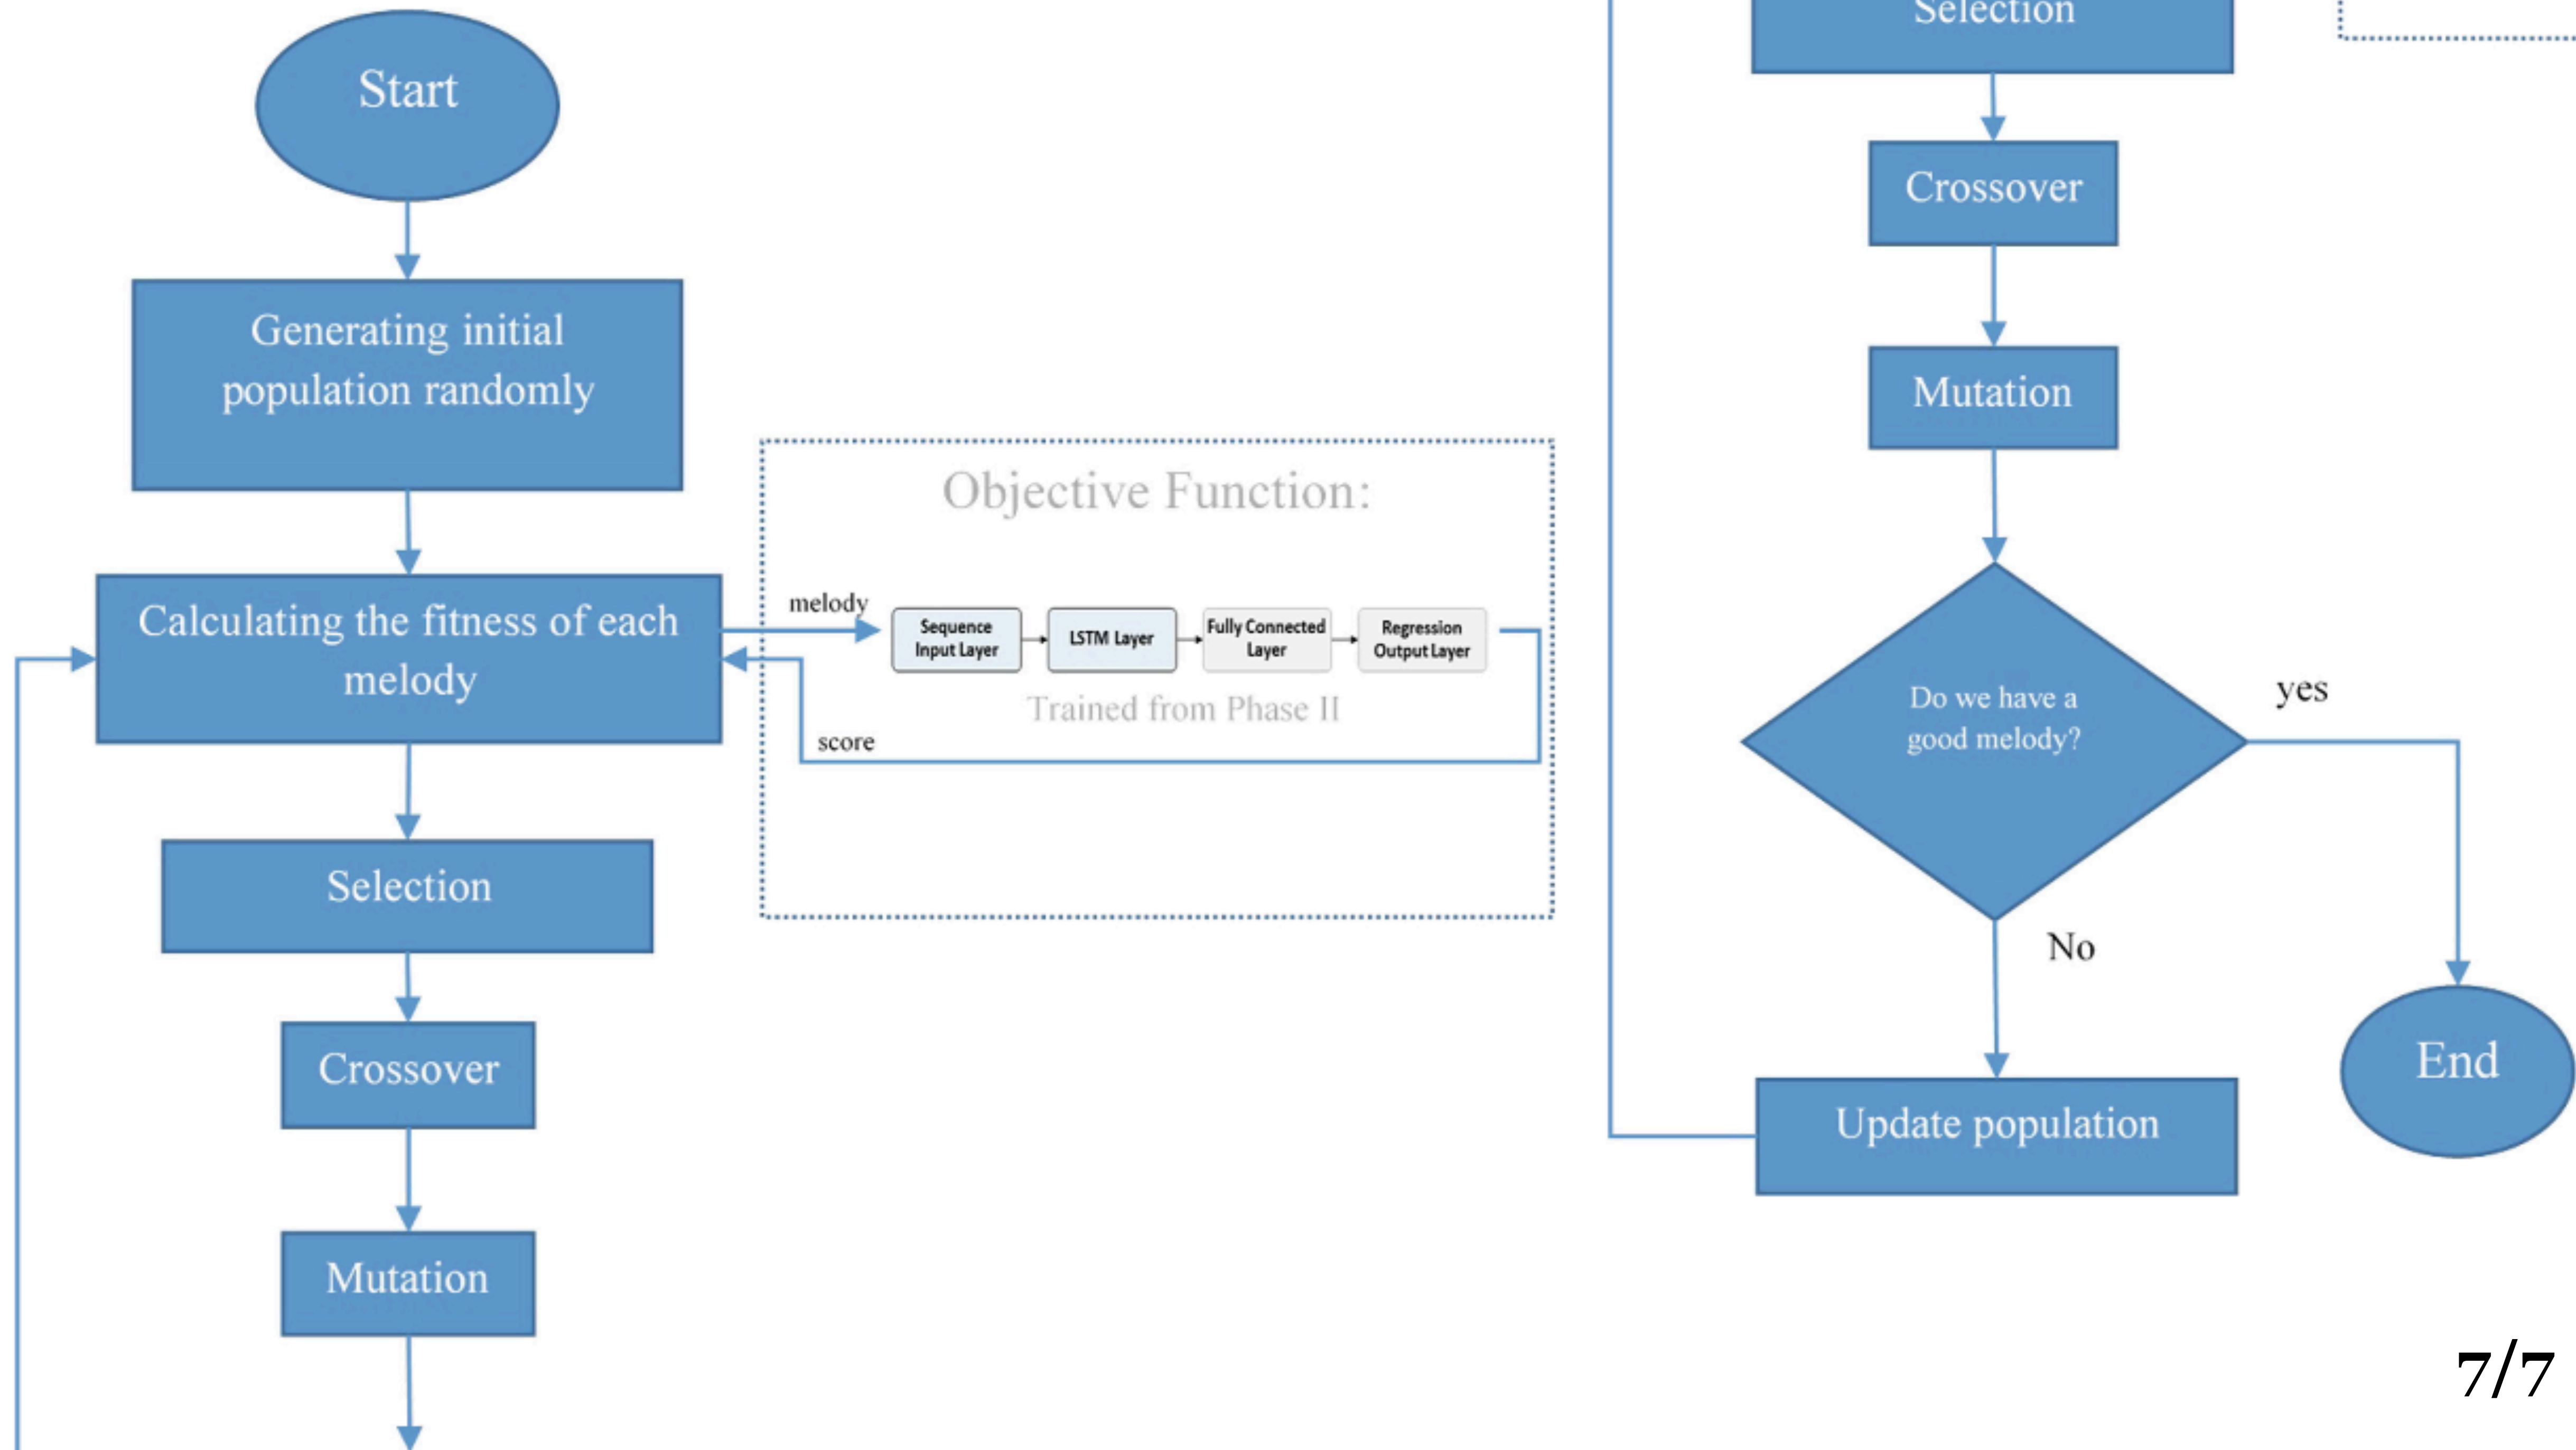 Start
Generating initial
population randomly
Calculating the fitness of each
melody
Objective Function:
melody
Sequence
Input Layer
LSTM Layer
Fully Connected
Layer
Regression
Output Layer
Trained from Phase II
score
Selection
Crossover
Mutation
Selection
Crossover
Mutation
Do we have a
good melody?
yes
No
End
Update population
7/7